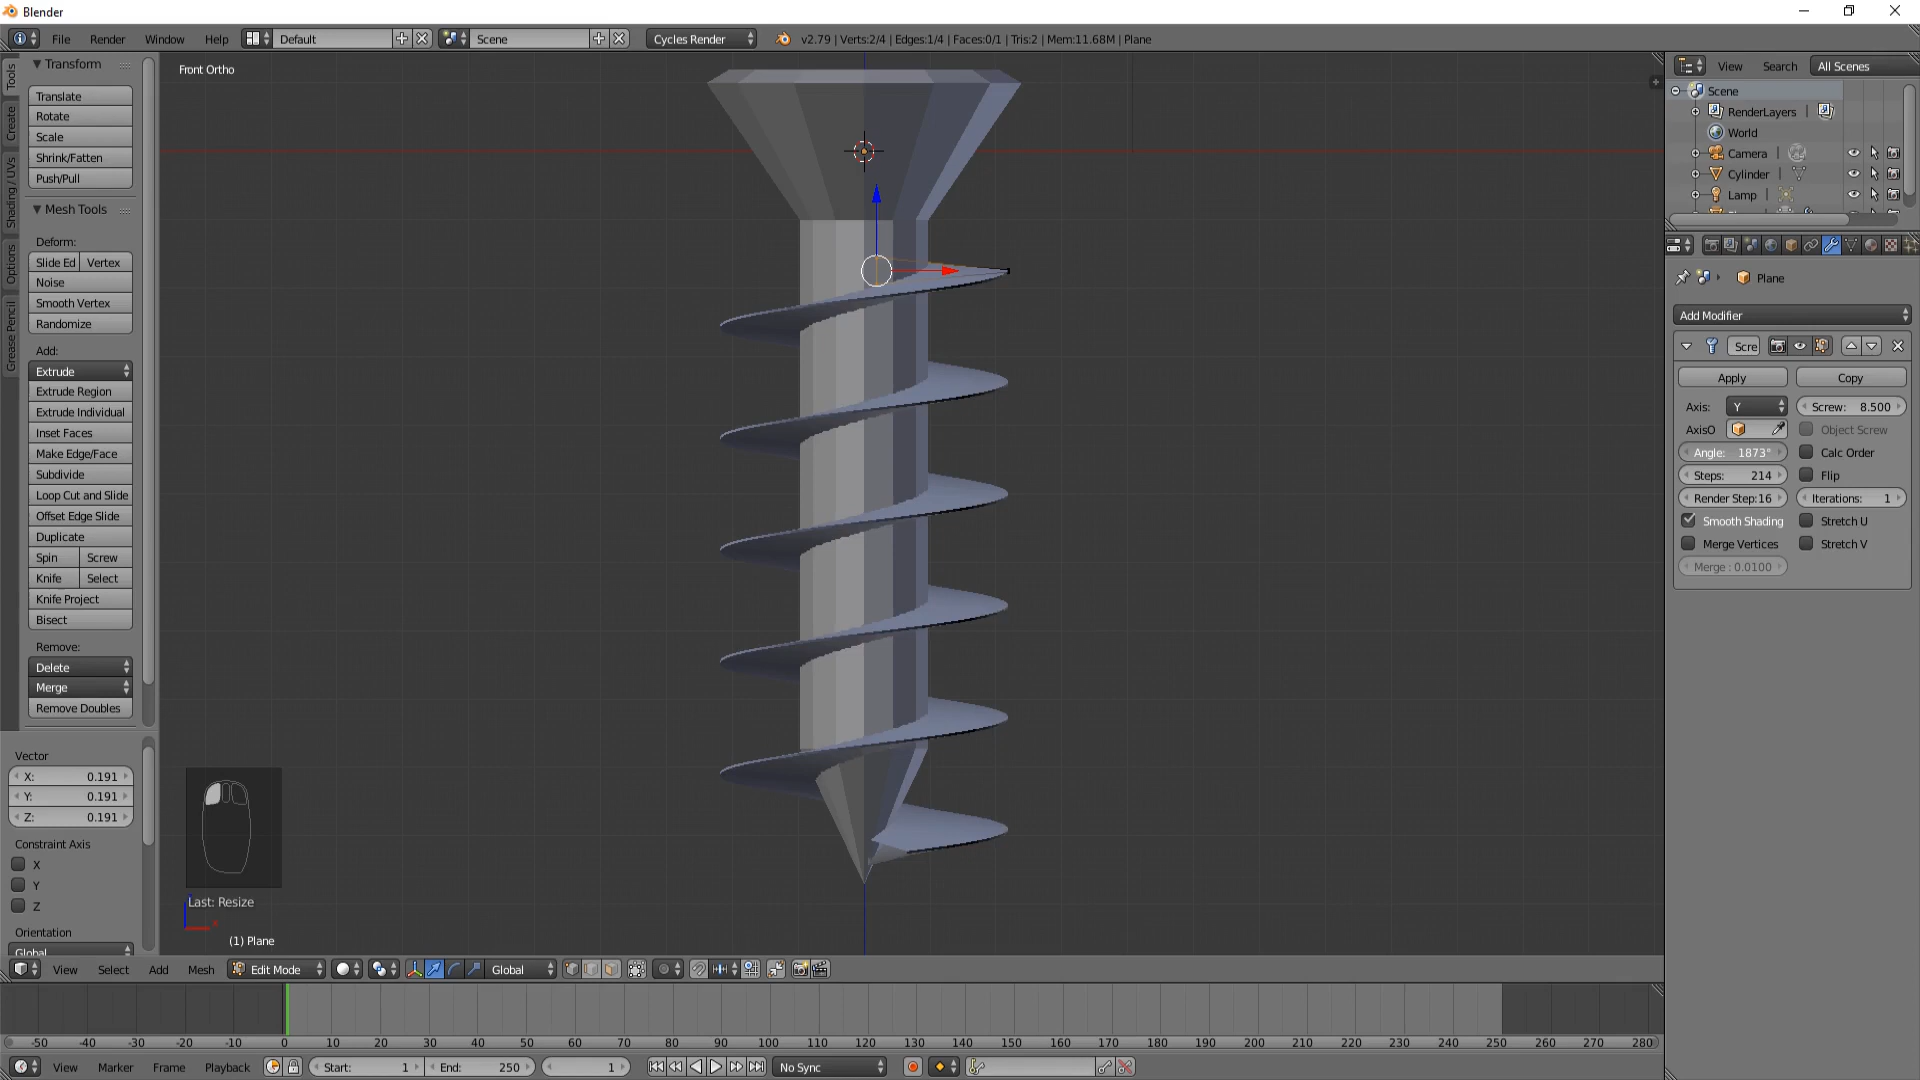 Blender
File Render Window Help Default Scene Cycles Render v2.79 | Verts:2/4 | Edges:1/4 | Faces:0/1 | Tris:2 | Mem:11.68M | Plane
Tools
Create
Shading / UVs
Options
Grease Pencil
Transform
Translate
Rotate
Scale
Shrink/Fatten
Push/Pull
Mesh Tools
Deform:
Slide Ed Vertex
Noise
Smooth Vertex
Randomize
Add:
Extrude
Extrude Region
Extrude Individual
Inset Faces
Make Edge/Face
Subdivide
Loop Cut and Slide
Offset Edge Slide
Duplicate
Spin Screw
Knife Select
Knife Project
Bisect
Remove:
Delete
Merge
Remove Doubles
Vector
X: 0.191
Y: 0.191
Z: 0.191
Constraint Axis
X
Y
Z
Orientation
Global
Front Ortho
Last: Resize
(1) Plane
View Search All Scenes
Scene
RenderLayers
World
Camera
Cylinder
Lamp
Plane
Add Modifier
Scre
Apply Copy
Axis: Y Screw: 8.500
AxisO Object Screw
Angle: 1873° Calc Order
Steps: 214 Flip
Render Step:16 Iterations: 1
Smooth Shading Stretch U
Merge Vertices Stretch V
Merge : 0.0100
View Select Add Mesh Edit Mode Global
-50 -40 -30 -20 -10 0 10 20 30 40 50 60 70 80 90 100 110 120 130 140 150 160 170 180 190 200 210 220 230 240 250 260 270 280
View Marker Frame Playback Start: 1 End: 250 1 No Sync